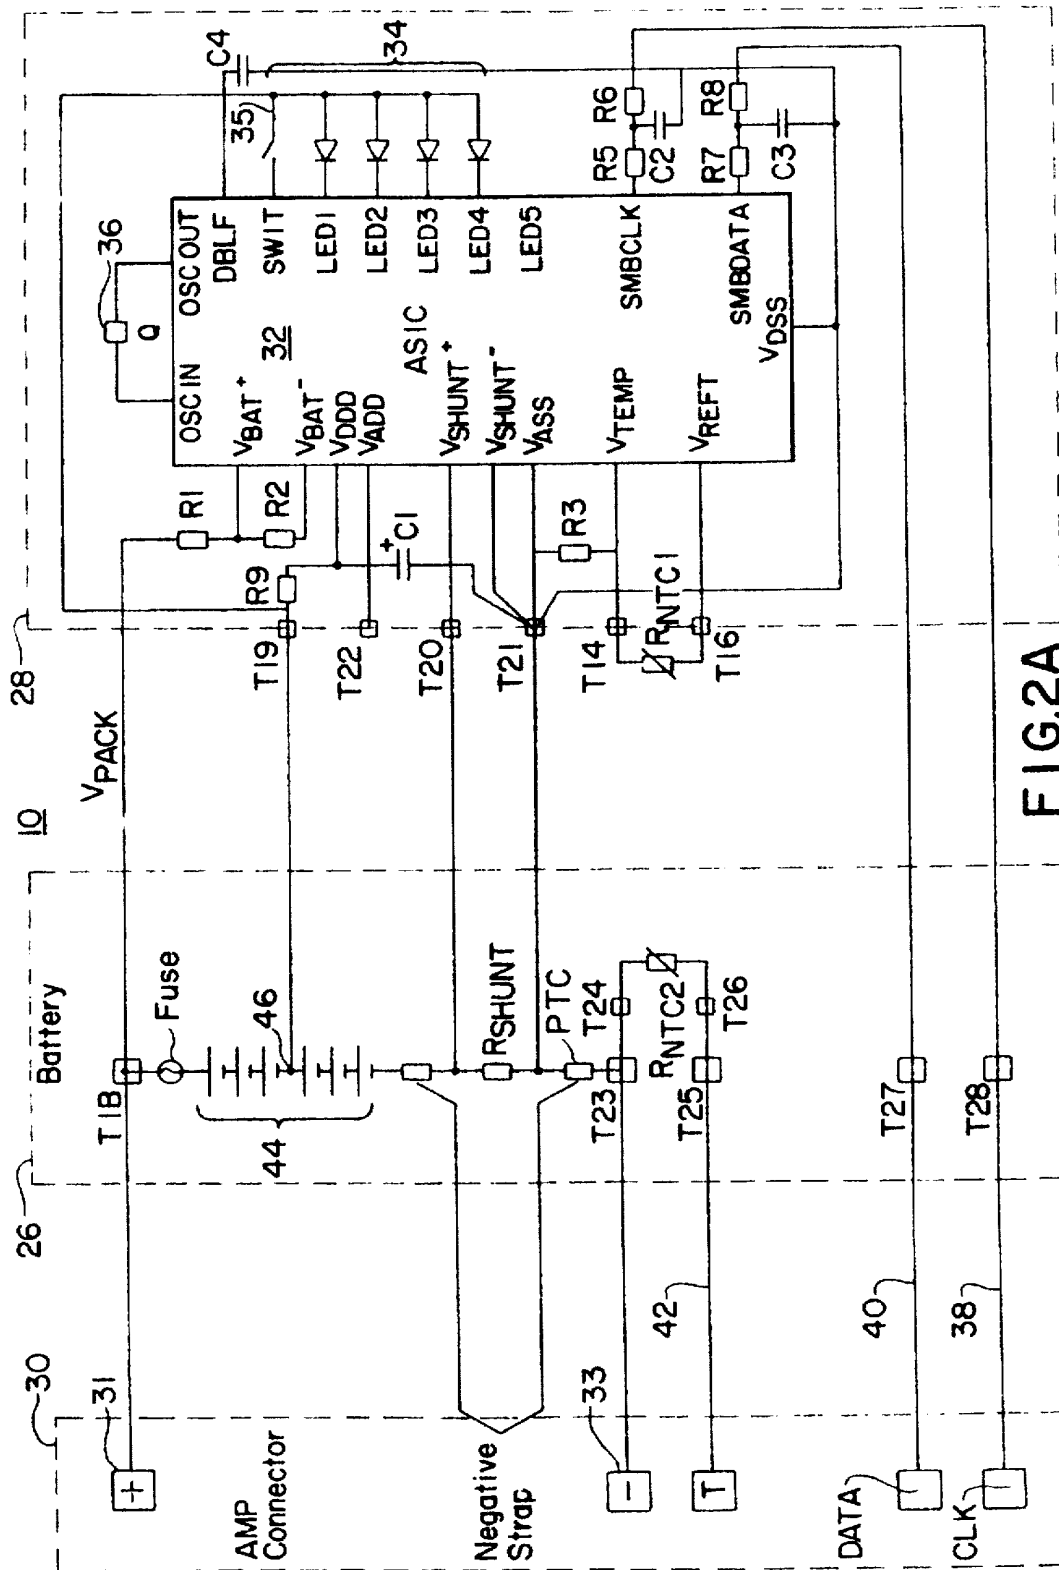 FIG.2A
10
28
26
30
31
AMP
Connector
Negative
Strap
33
DATA
CLK
+
-
T
42
40
38
Battery
T1B
Fuse
44
46
RSHUNT
PTC
T23
T24
RNTC2
T25
T26
T27
T28
VPACK
T19
T22
T20
T21
T14
RNTC1
T16
R1
R2
R9
+
C1
R3
36
Q
OSC IN
OSC OUT
VBAT+
VBAT-
VDDD
VADD
VSHUNT+
VSHUNT-
VASS
VTEMP
VREFT
32
ASIC
DBLF
SWIT
LED1
LED2
LED3
LED4
LED5
SMBCLK
SMBDATA
VDSS
C4
35
34
R5
R6
C2
R7
R8
C3